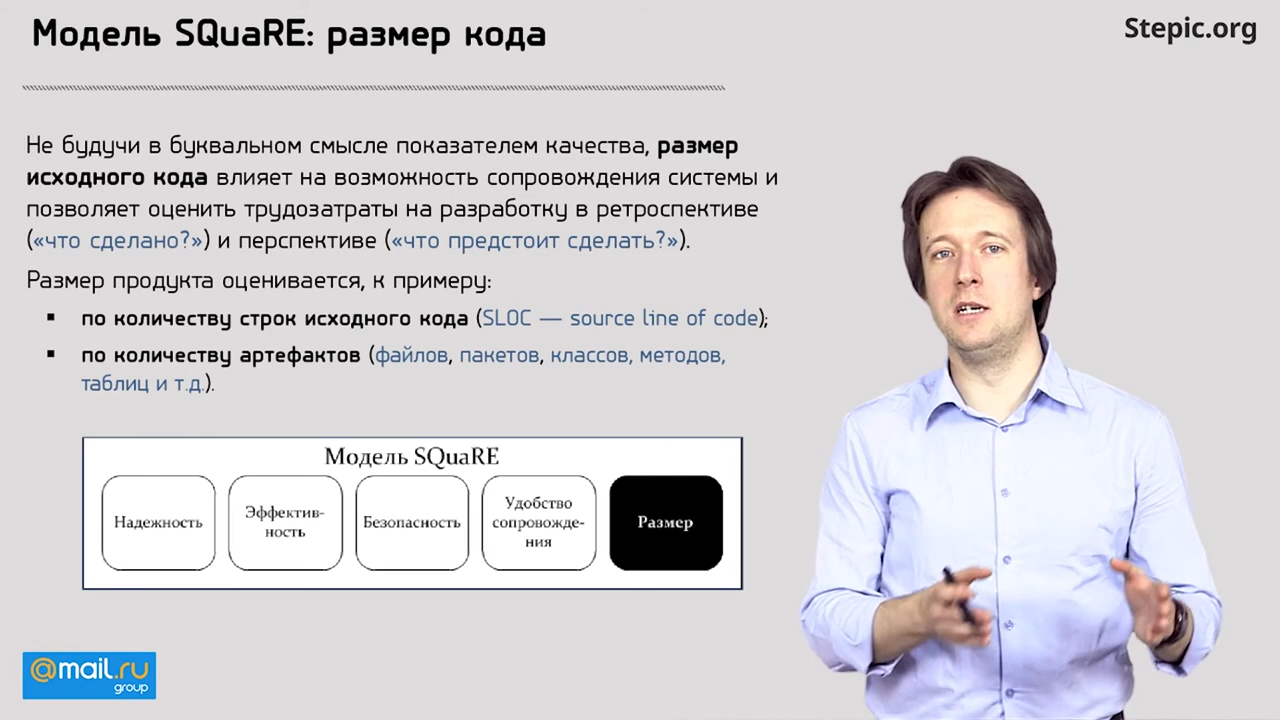 Модель SQuaRE: размер кода
Stepic.org
Не будучи в буквальном смысле показателем качества, размер
исходного кода влияет на возможность сопровождения системы и
позволяет оценить трудозатраты на разработку в ретроспективе
(«что сделано?») и перспективе («что предстоит сделать?»).
Размер продукта оценивается, к примеру:
▪ по количеству строк исходного кода (SLOC — source line of code);
▪ по количеству артефактов (файлов, пакетов, классов, методов,
таблиц и т.д.).
Модель SQuaRE
Надежность
Эффектив-
ность
Безопасность
Удобство
сопровожде-
ния
Размер
@mail.ru
group